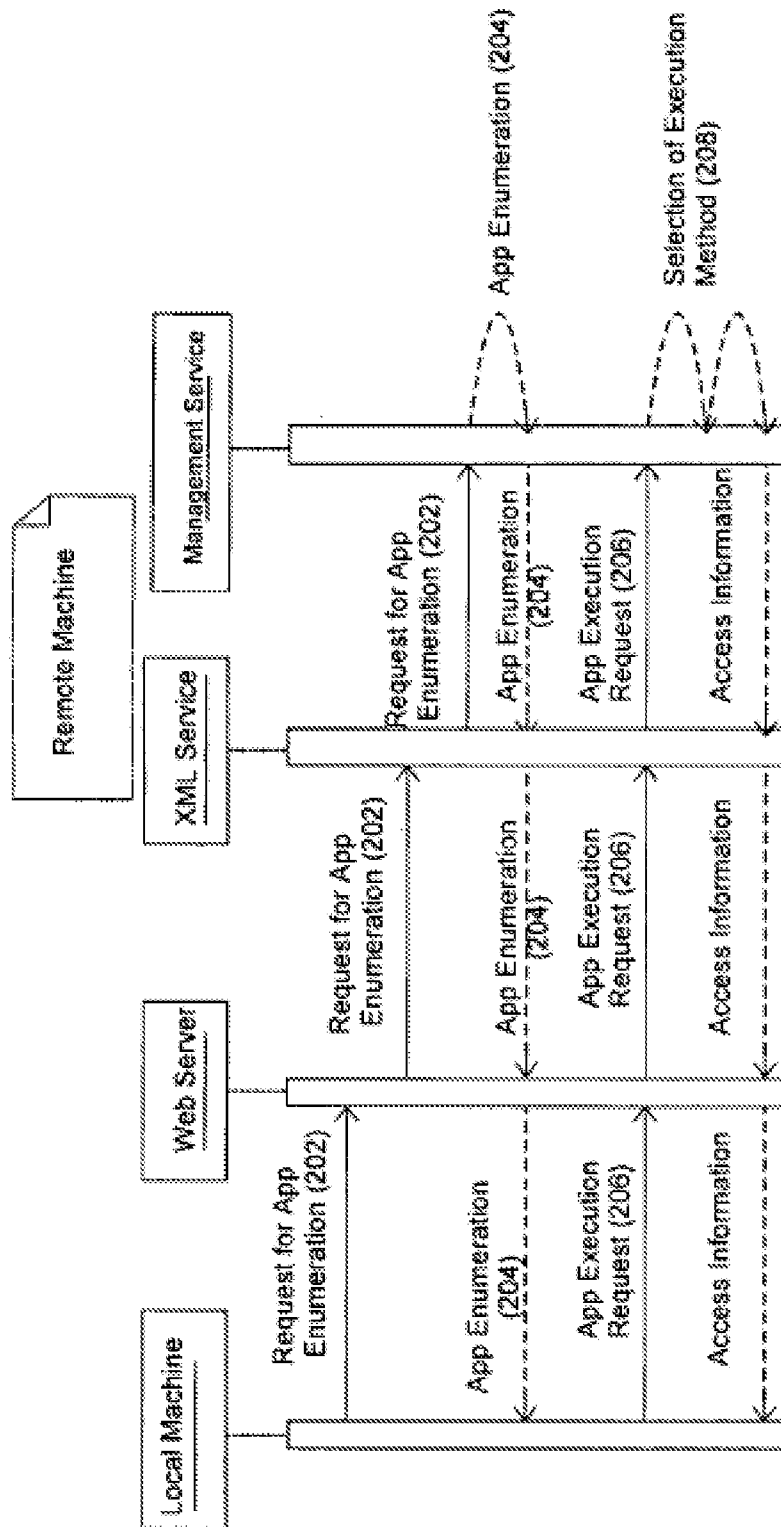 Remote Machine
Local Machine
Web Server
XML Service
Management Service
Request for App
Enumeration (202)
Request for App
Enumeration (202)
Request for App
Enumeration (202)
App Enumeration (204)
App Enumeration
(204)
App Enumeration
(204)
App Enumeration
(204)
App Execution
Request (206)
App Execution
Request (206)
App Execution
Request (206)
Selection of Execution
Method (208)
Access Information
Access Information
Access Information